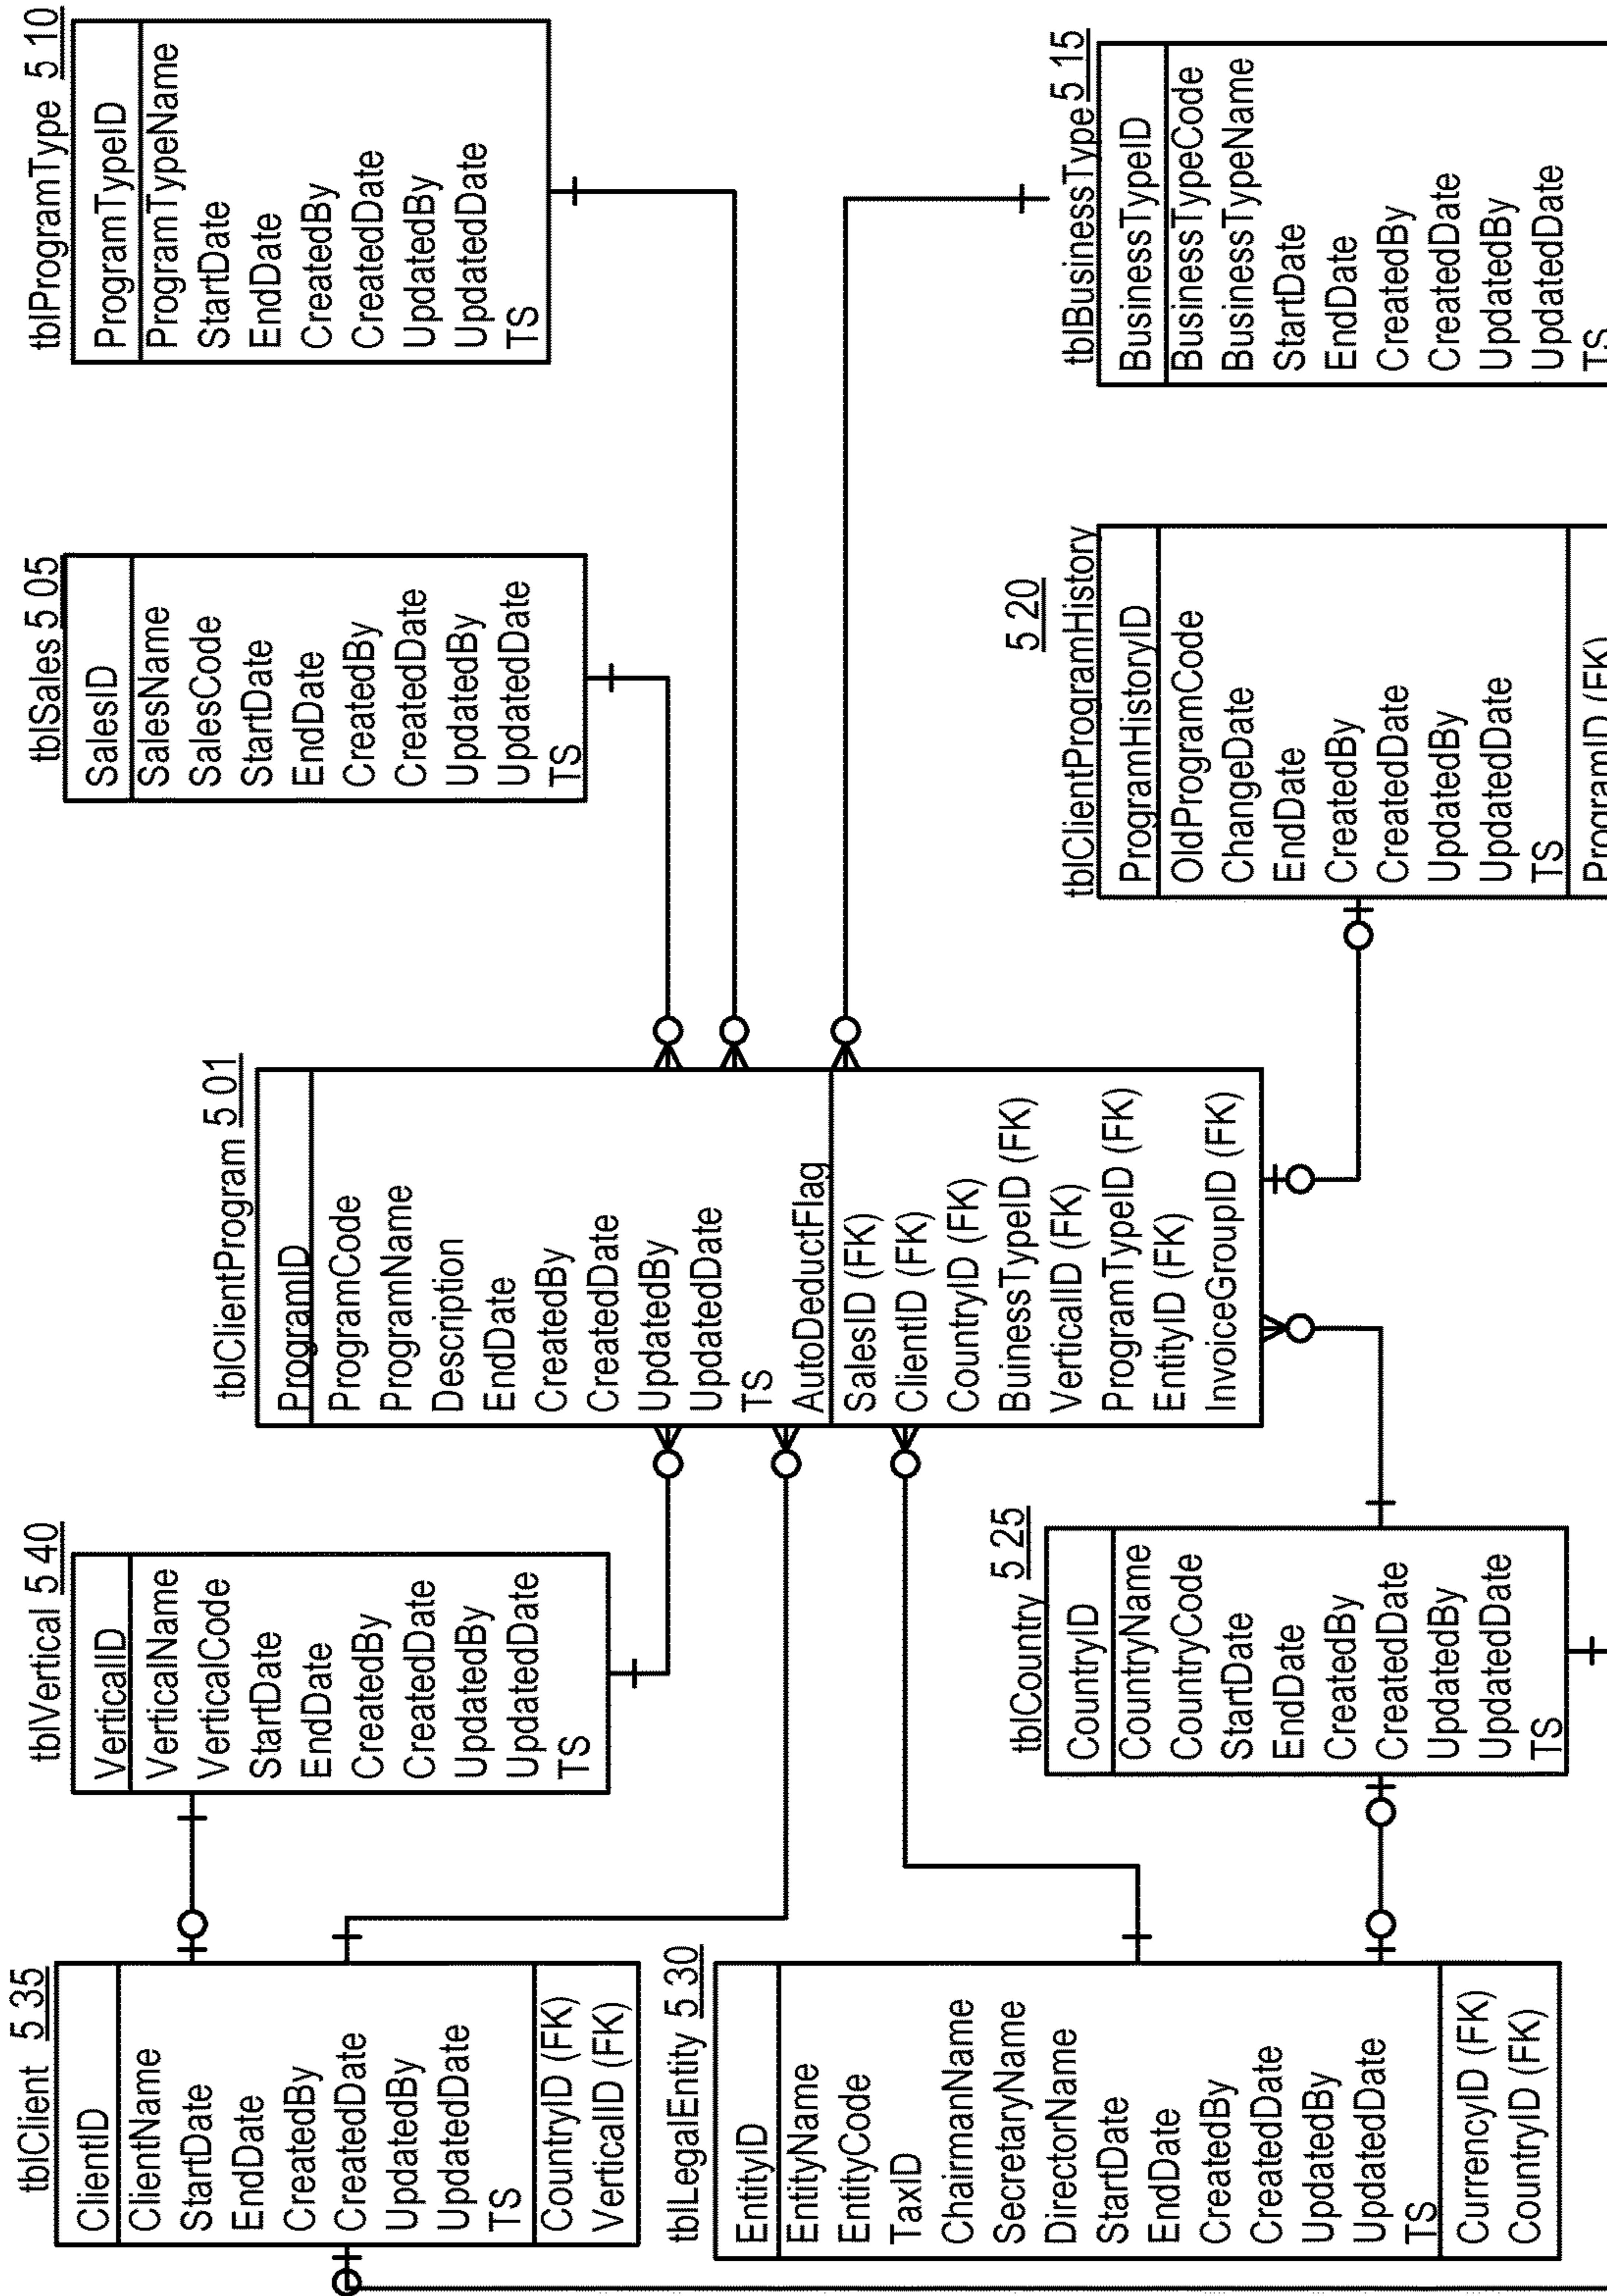 tblClient 5 35
ClientID
ClientName
StartDate
EndDate
CreatedBy
CreatedDate
UpdatedBy
UpdatedDate
TS
CountryID (FK)
VerticalID (FK)
tblVertical 5 40
VerticalID
VerticalName
VerticalCode
StartDate
EndDate
CreatedBy
CreatedDate
UpdatedBy
UpdatedDate
TS
tblSales 5 05
SalesID
SalesName
SalesCode
StartDate
EndDate
CreatedBy
CreatedDate
UpdatedBy
UpdatedDate
TS
tblProgramType 5 10
ProgramTypeID
ProgramTypeName
StartDate
EndDate
CreatedBy
CreatedDate
UpdatedBy
UpdatedDate
TS
tblClientProgram 5 01
ProgramID
ProgramCode
ProgramName
Description
EndDate
CreatedBy
CreatedDate
UpdatedBy
UpdatedDate
TS
AutoDeductFlag
SalesID (FK)
ClientID (FK)
CountryID (FK)
BuinessTypeID (FK)
VerticalID (FK)
ProgramTypeID (FK)
EntityID (FK)
InvoiceGroupID (FK)
tblLegalEntity 5 30
EntityID
EntityName
EntityCode
TaxID
ChairmanName
SecretaryName
DirectorName
StartDate
EndDate
CreatedBy
CreatedDate
UpdatedBy
UpdatedDate
TS
CurrencyID (FK)
CountryID (FK)
tblCountry 5 25
CountryID
CountryName
CountryCode
StartDate
EndDate
CreatedBy
CreatedDate
UpdatedBy
UpdatedDate
TS
5 20
tblClientProgramHistory
ProgramHistoryID
OldProgramCode
ChangeDate
EndDate
CreatedBy
CreatedDate
UpdatedBy
UpdatedDate
TS
ProgramID (FK)
tblBusinessType 5 15
BusinessTypeID
BusinessTypeCode
BusinessTypeName
StartDate
EndDate
CreatedBy
CreatedDate
UpdatedBy
UpdatedDate
TS